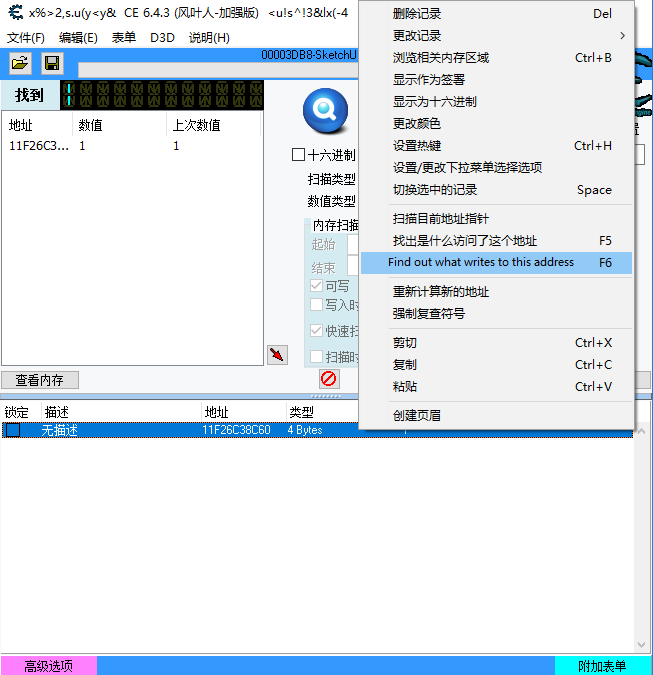 x%>2,s.u(y<y& CE 6.4.3 (风叶人-加强版) <u!s^!3&lx(-4
文件(F) 编辑(E) 表单 D3D 说明(H)
00003DB8-SketchU
找到 1
地址 数值 上次数值
11F26C3... 1 1
十六进制
扫描类型
数值类型
内存扫描
起始
结束
可写
写入时
快速扫
扫描时
查看内存
删除记录 Del
更改记录
浏览相关内存区域 Ctrl+B
显示作为签署
显示为十六进制
更改颜色
设置热键 Ctrl+H
设置/更改下拉菜单选择选项
切换选中的记录 Space
扫描目前地址指针
找出是什么访问了这个地址 F5
Find out what writes to this address F6
重新计算新的地址
强制复查符号
剪切 Ctrl+X
复制 Ctrl+C
粘贴 Ctrl+V
创建页眉
锁定 描述 地址 类型
无描述 11F26C38C60 4 Bytes
高级选项 附加表单